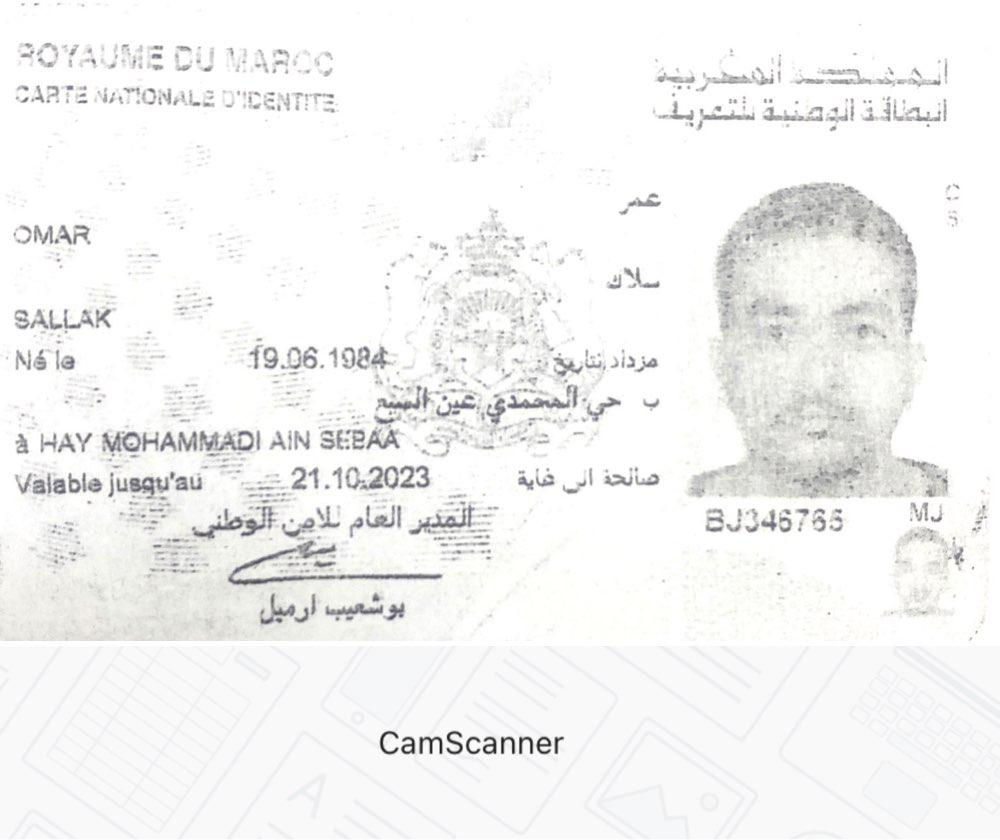 ROYAUME DU MAROC
CARTE NATIONALE D'IDENTITE
المملكة المغربية
البطاقة الوطنية للتعريف
عمر
OMAR
سلاك
SALLAK
Né le 19.06.1984 مزداد بتاريخ
ب حي المحمدي عين السبع
à HAY MOHAMMADI AIN SEBAA
Valable jusqu'au 21.10.2023 صالحة الى غاية
المدير العام للامن الوطني
بوشعيب ارميل
BJ346765
MJ
CamScanner